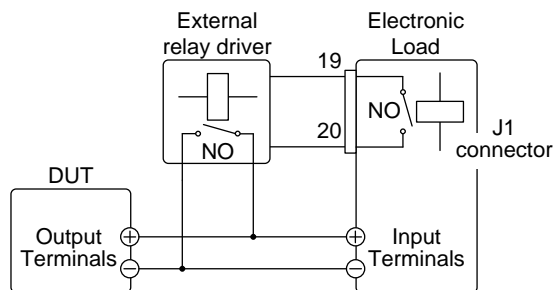 External
relay driver
Electronic
Load
19
NO
20
NO
J1
connector
DUT
Output
Terminals
+
−
+
−
Input
Terminals